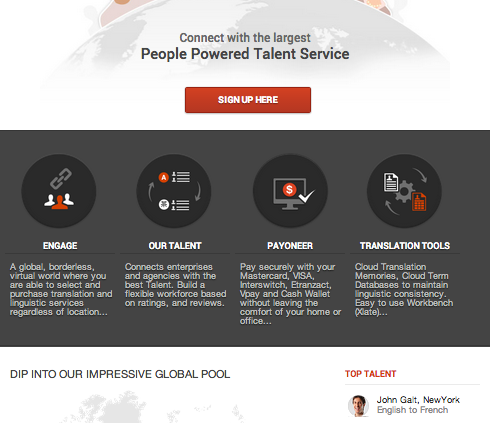 Connect with the largest
People Powered Talent Service
SIGN UP HERE
ENGAGE
A global, borderless,
virtual world where you
are able to select and
purchase translation and
linguistic services
regardless of location...
OUR TALENT
Connects enterprises
and agencies with the
best Talent. Build a
flexible workforce based
on ratings, and reviews.
PAYONEER
Pay securely with your
Mastercard, VISA,
Interswitch, Etranzact,
Vpay and Cash Wallet
without leaving the
comfort of your home or
office...
TRANSLATION TOOLS
Cloud Translation
Memories, Cloud Term
Databases to maintain
linguistic consistency.
Easy to use Workbench
(Xlate)...
DIP INTO OUR IMPRESSIVE GLOBAL POOL
TOP TALENT
John Galt, NewYork
English to French